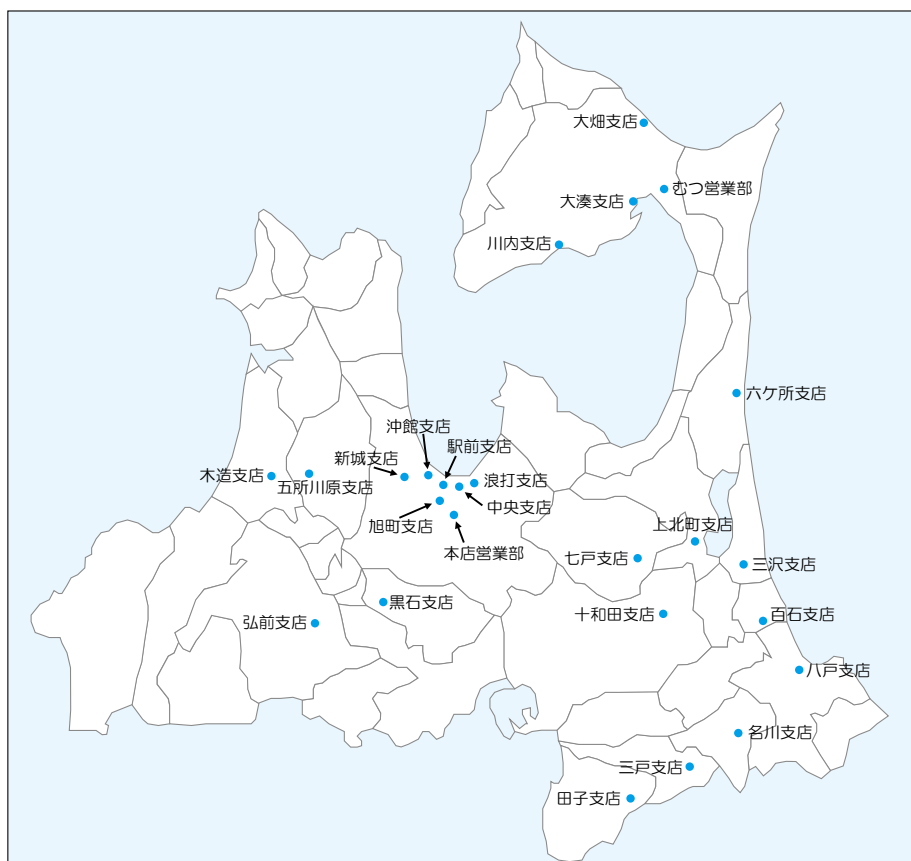 大畑支店
むつ営業部
大湊支店
川内支店
六ケ所支店
沖館支店
駅前支店
新城支店
木造支店
五所川原支店
浪打支店
中央支店
旭町支店
本店営業部
上北町支店
七戸支店
三沢支店
黒石支店
十和田支店
百石支店
弘前支店
八戸支店
名川支店
三戸支店
田子支店